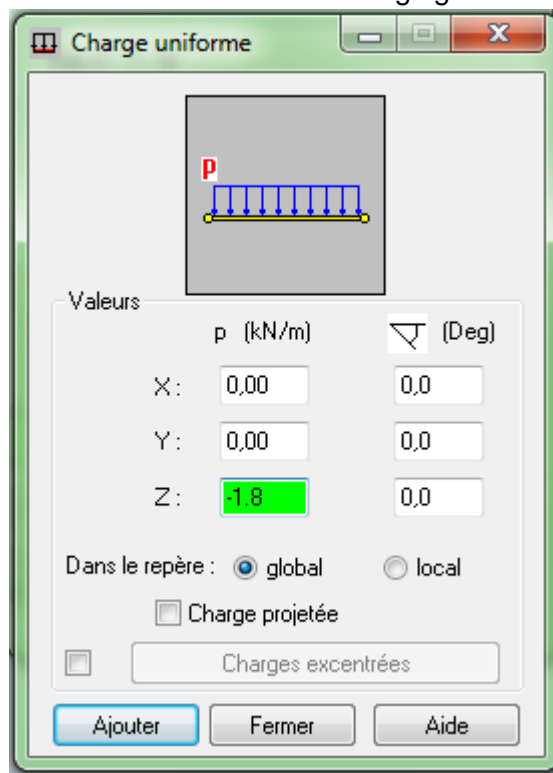 Charge uniforme
p
Valeurs
p (kN/m) (Deg)
X : 0,00 0,0
Y : 0,00 0,0
Z : -1.8 0,0
Dans le repère : global local
Charge projetée
Charges excentrées
Ajouter Fermer Aide